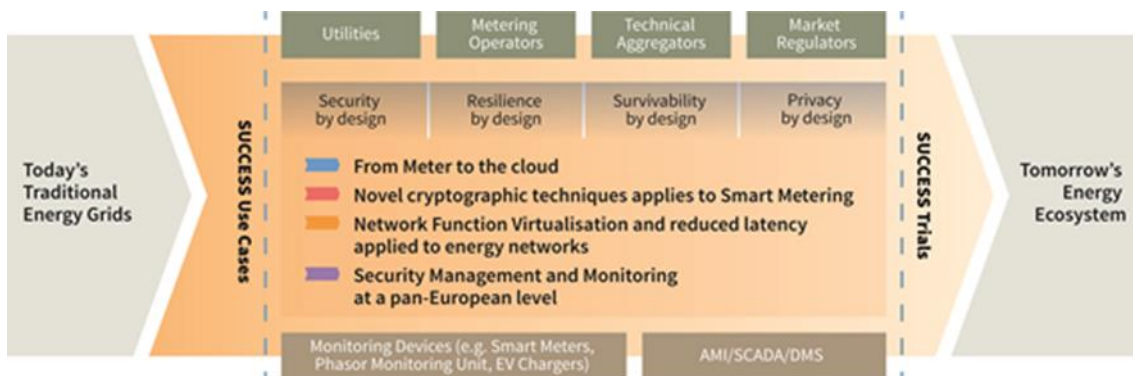 Utilities
Metering
Operators
Technical
Aggregators
Market
Regulators
Security
by design
Resilience
by design
Survivability
by design
Privacy
by design
Today's
Traditional
Energy Grids
SUCCESS Use Cases
From Meter to the cloud
Novel cryptographic techniques applies to Smart Metering
Network Function Virtualisation and reduced latency
applied to energy networks
Security Management and Monitoring
at a pan-European level
SUCCESS Trials
Tomorrow's
Energy
Ecosystem
Monitoring Devices (e.g. Smart Meters,
Phasor Monitoring Unit, EV Chargers)
AMI/SCADA/DMS